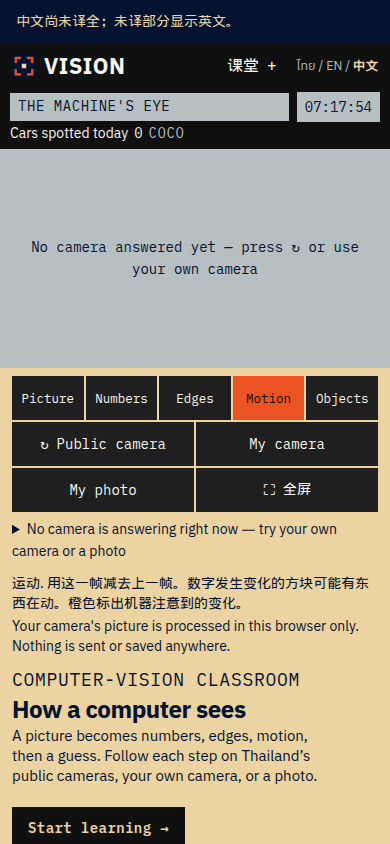 中文尚未译全；未译部分显示英文。
VISION
课堂 +
ไทย / EN / 中文
THE MACHINE'S EYE
07:17:54
Cars spotted today 0 COCO
No camera answered yet — press ↻ or use
your own camera
Picture
Numbers
Edges
Motion
Objects
↻ Public camera
My camera
My photo
⛶ 全屏
▶ No camera is answering right now — try your own
camera or a photo
运动. 用这一帧减去上一帧。数字发生变化的方块可能有东
西在动。橙色标出机器注意到的变化。
Your camera's picture is processed in this browser only.
Nothing is sent or saved anywhere.
COMPUTER-VISION CLASSROOM
How a computer sees
A picture becomes numbers, edges, motion,
then a guess. Follow each step on Thailand’s
public cameras, your own camera, or a photo.
Start learning →